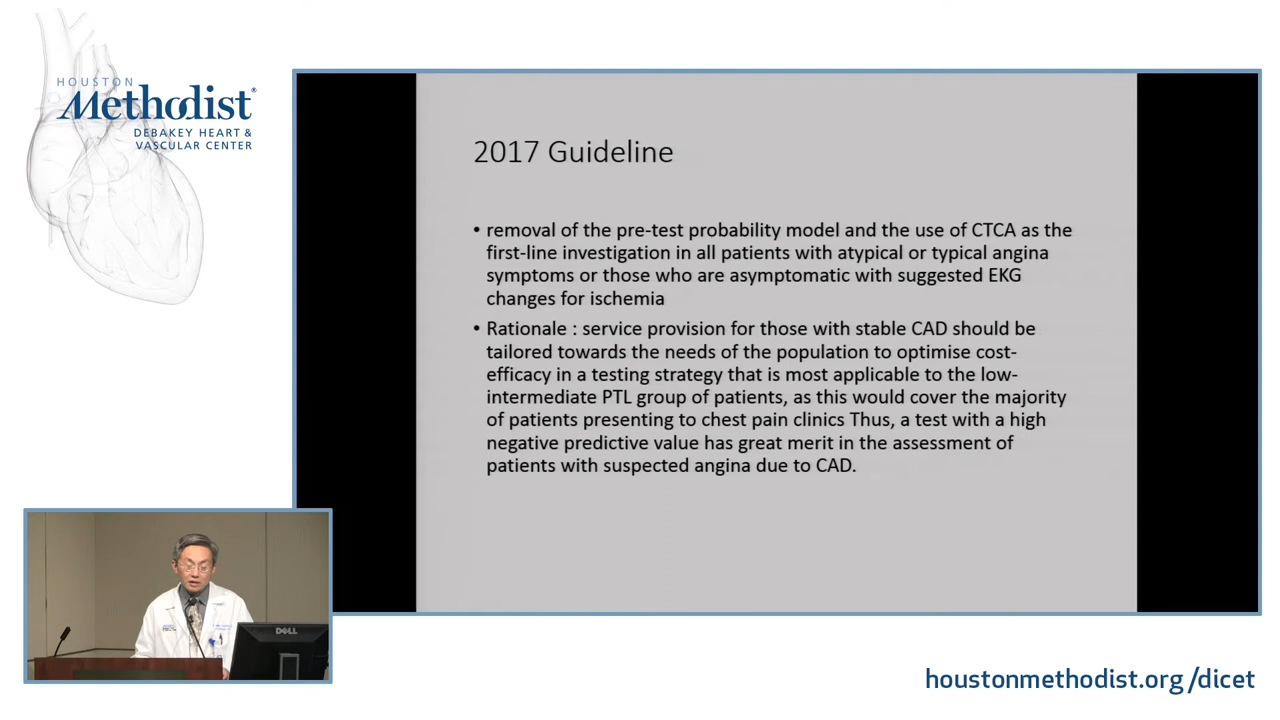 HOUSTON
Methodist®
DEBAKEY HEART &
VASCULAR CENTER
2017 Guideline
• removal of the pre-test probability model and the use of CTCA as the
first-line investigation in all patients with atypical or typical angina
symptoms or those who are asymptomatic with suggested EKG
changes for ischemia
• Rationale : service provision for those with stable CAD should be
tailored towards the needs of the population to optimise cost-
efficacy in a testing strategy that is most applicable to the low-
intermediate PTL group of patients, as this would cover the majority
of patients presenting to chest pain clinics Thus, a test with a high
negative predictive value has great merit in the assessment of
patients with suspected angina due to CAD.
DELL
houstonmethodist.org/dicet